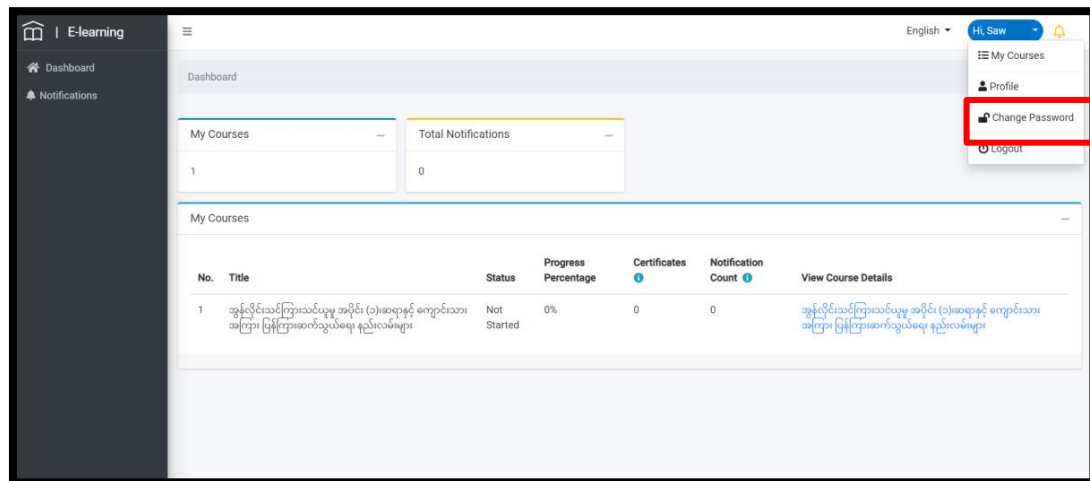 | E-learning
English
Hi, Saw
Dashboard
Notifications
Dashboard
My Courses
Profile
Change Password
Logout
My Courses
1
Total Notifications
0
My Courses
No. Title Status Progress Percentage Certificates Notification Count View Course Details
1 အွန်လိုင်းသင်ကြားသင်ယူမှု အပိုင်း (၁)၊ဆရာနှင့် ကျောင်းသား Not 0% 0 0 အွန်လိုင်းသင်ကြားသင်ယူမှု အပိုင်း (၁)၊ဆရာနှင့် ကျောင်းသား
အကြား ပြန်ကြားဆက်သွယ်ရေး နည်းလမ်းများ Started အကြား ပြန်ကြားဆက်သွယ်ရေး နည်းလမ်းများ